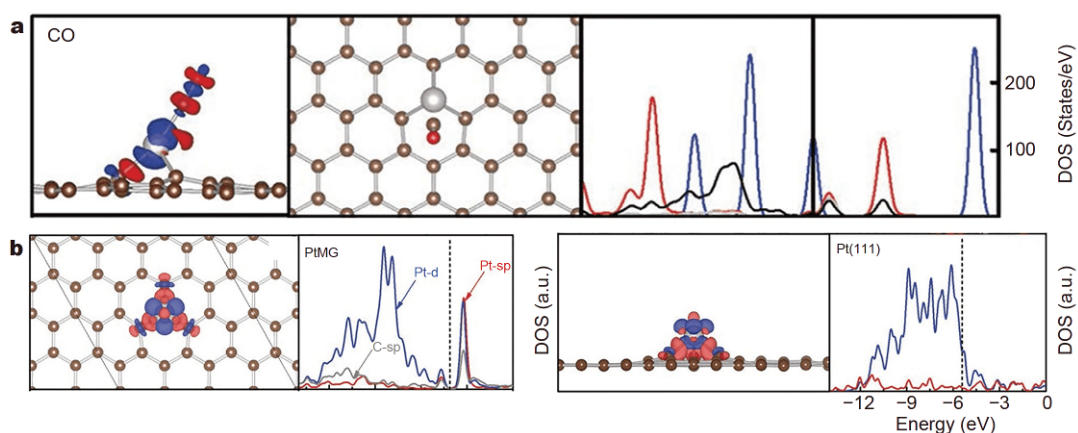 a
CO
200
100
DOS (States/eV)
b
PtMG
Pt-d
Pt-sp
C-sp
DOS (a.u.)
Pt(111)
DOS (a.u.)
−12 −9 −6 −3 0
Energy (eV)